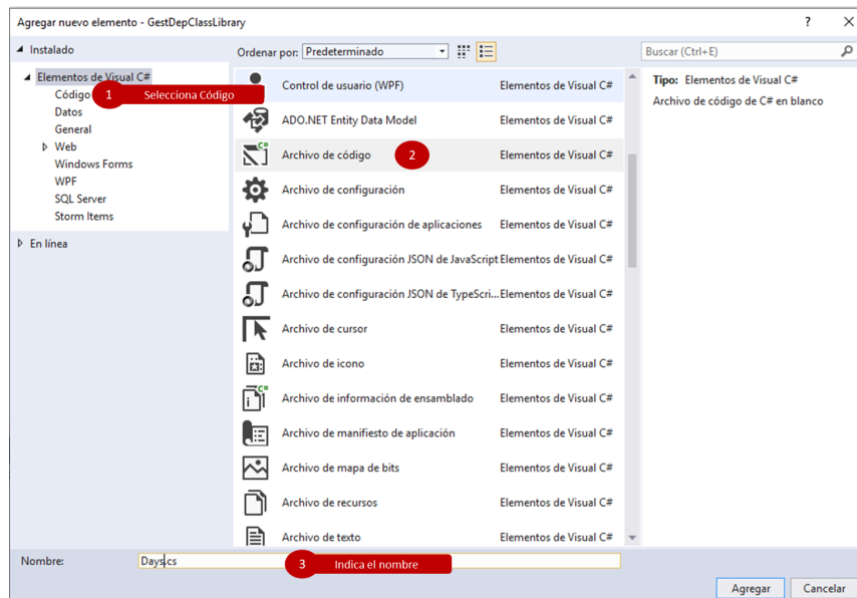 Agregar nuevo elemento - GestDepClassLibrary ? ×
Instalado
Ordenar por: Predeterminado
Buscar (Ctrl+E)
Elementos de Visual C#
Código
1 Selecciona Código
Datos
General
Web
Windows Forms
WPF
SQL Server
Storm Items
En línea
Control de usuario (WPF) Elementos de Visual C#
ADO.NET Entity Data Model Elementos de Visual C#
Archivo de código 2 Elementos de Visual C#
Archivo de configuración Elementos de Visual C#
Archivo de configuración de aplicaciones Elementos de Visual C#
Archivo de configuración JSON de JavaScript Elementos de Visual C#
Archivo de configuración JSON de TypeScri... Elementos de Visual C#
Archivo de cursor Elementos de Visual C#
Archivo de icono Elementos de Visual C#
Archivo de información de ensamblado Elementos de Visual C#
Archivo de manifiesto de aplicación Elementos de Visual C#
Archivo de mapa de bits Elementos de Visual C#
Archivo de recursos Elementos de Visual C#
Archivo de texto Elementos de Visual C#
Tipo: Elementos de Visual C#
Archivo de código de C# en blanco
Nombre: Days.cs
3 Indica el nombre
Agregar Cancelar